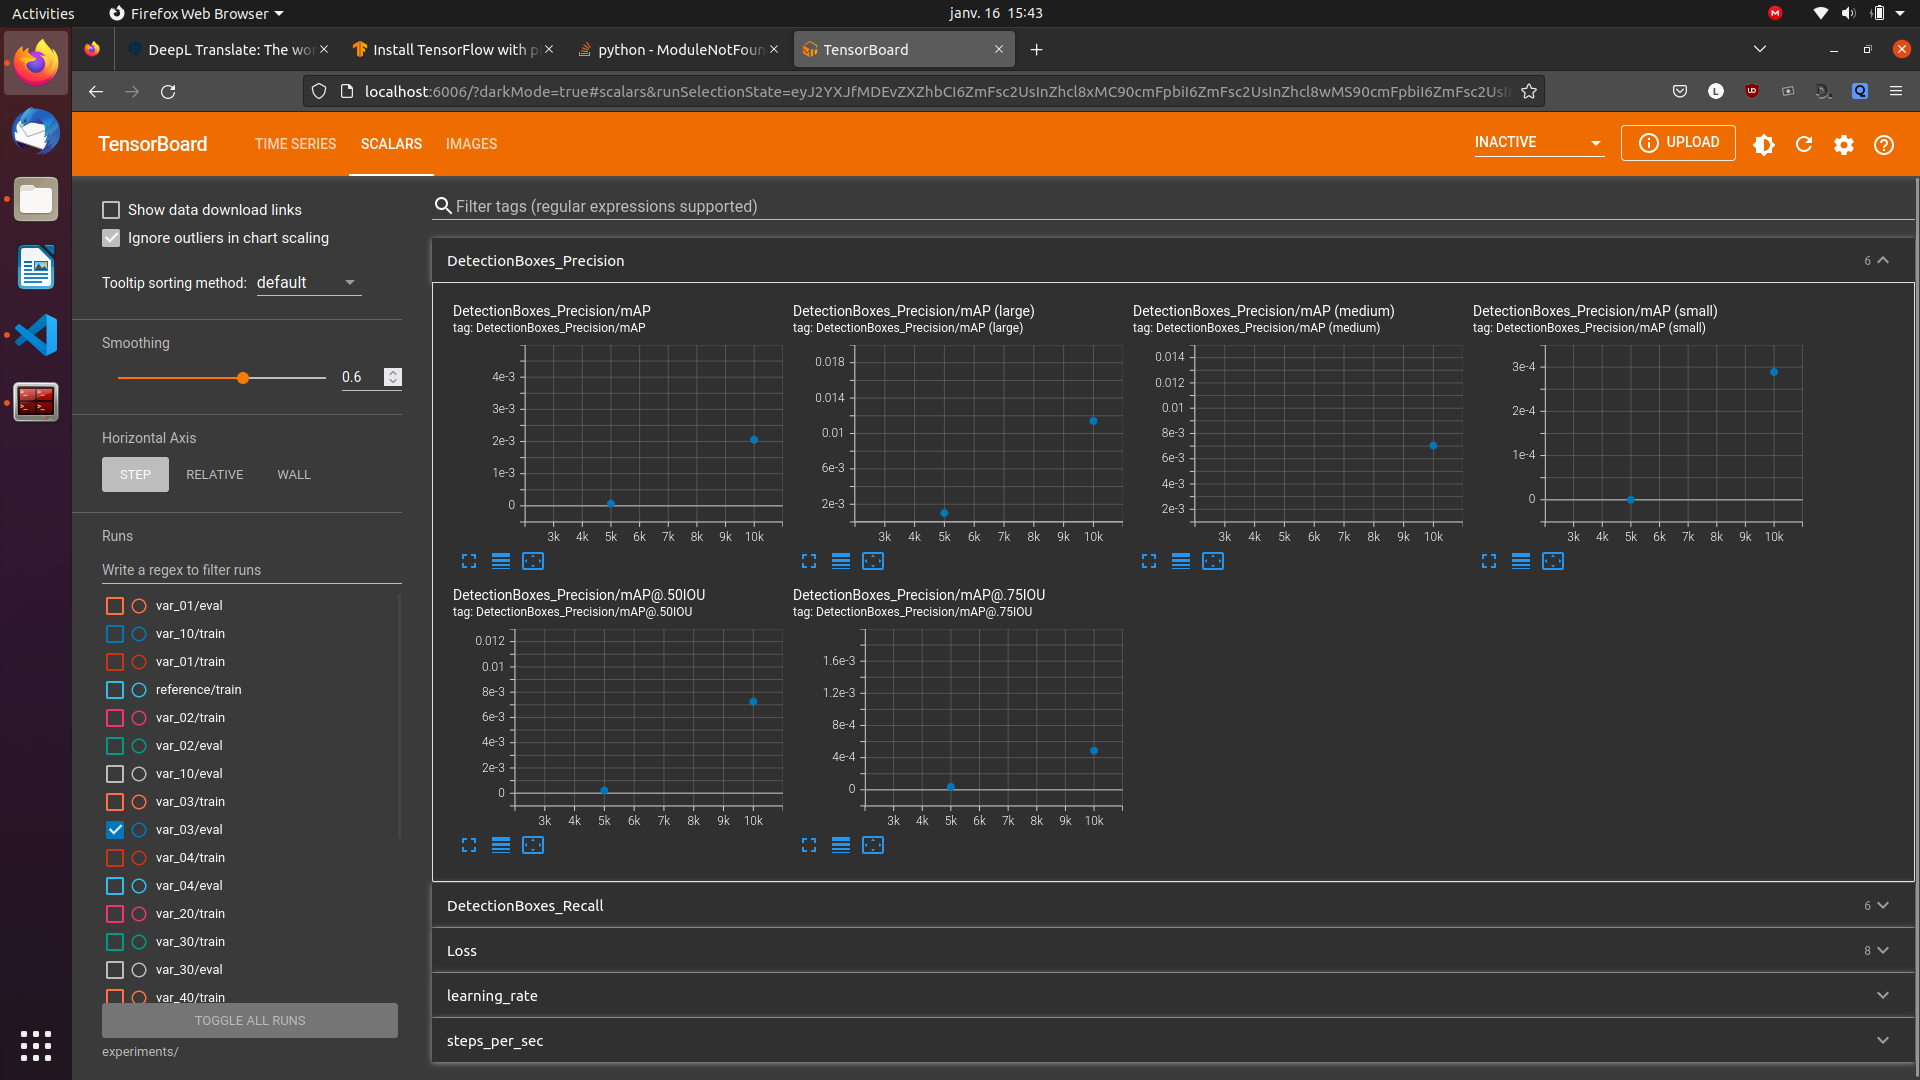 Activities
Firefox Web Browser
janv. 16 15:43
DeepL Translate: The wor
Install TensorFlow with p
python - ModuleNotFoun
TensorBoard
localhost:6006/?darkMode=true#scalars&runSelectionState=
TensorBoard
TIME SERIES
SCALARS
IMAGES
INACTIVE
UPLOAD
Show data download links
Ignore outliers in chart scaling
Tooltip sorting method: default
Smoothing
0.6
Horizontal Axis
STEP
RELATIVE
WALL
Runs
Write a regex to filter runs
var_01/eval
var_10/train
var_01/train
reference/train
var_02/train
var_02/eval
var_10/eval
var_03/train
var_03/eval
var_04/train
var_04/eval
var_20/train
var_30/train
var_30/eval
var_40/train
TOGGLE ALL RUNS
experiments/
Filter tags (regular expressions supported)
DetectionBoxes_Precision
6
DetectionBoxes_Precision/mAP
tag: DetectionBoxes_Precision/mAP
4e-3
3e-3
2e-3
1e-3
0
3k 4k 5k 6k 7k 8k 9k 10k
DetectionBoxes_Precision/mAP (large)
tag: DetectionBoxes_Precision/mAP (large)
0.018
0.014
0.01
6e-3
2e-3
3k 4k 5k 6k 7k 8k 9k 10k
DetectionBoxes_Precision/mAP (medium)
tag: DetectionBoxes_Precision/mAP (medium)
0.014
0.012
0.01
8e-3
6e-3
4e-3
2e-3
3k 4k 5k 6k 7k 8k 9k 10k
DetectionBoxes_Precision/mAP (small)
tag: DetectionBoxes_Precision/mAP (small)
3e-4
2e-4
1e-4
0
3k 4k 5k 6k 7k 8k 9k 10k
DetectionBoxes_Precision/mAP@.50IOU
tag: DetectionBoxes_Precision/mAP@.50IOU
0.012
0.01
8e-3
6e-3
4e-3
2e-3
0
3k 4k 5k 6k 7k 8k 9k 10k
DetectionBoxes_Precision/mAP@.75IOU
tag: DetectionBoxes_Precision/mAP@.75IOU
1.6e-3
1.2e-3
8e-4
4e-4
0
3k 4k 5k 6k 7k 8k 9k 10k
DetectionBoxes_Recall
6
Loss
8
learning_rate
steps_per_sec